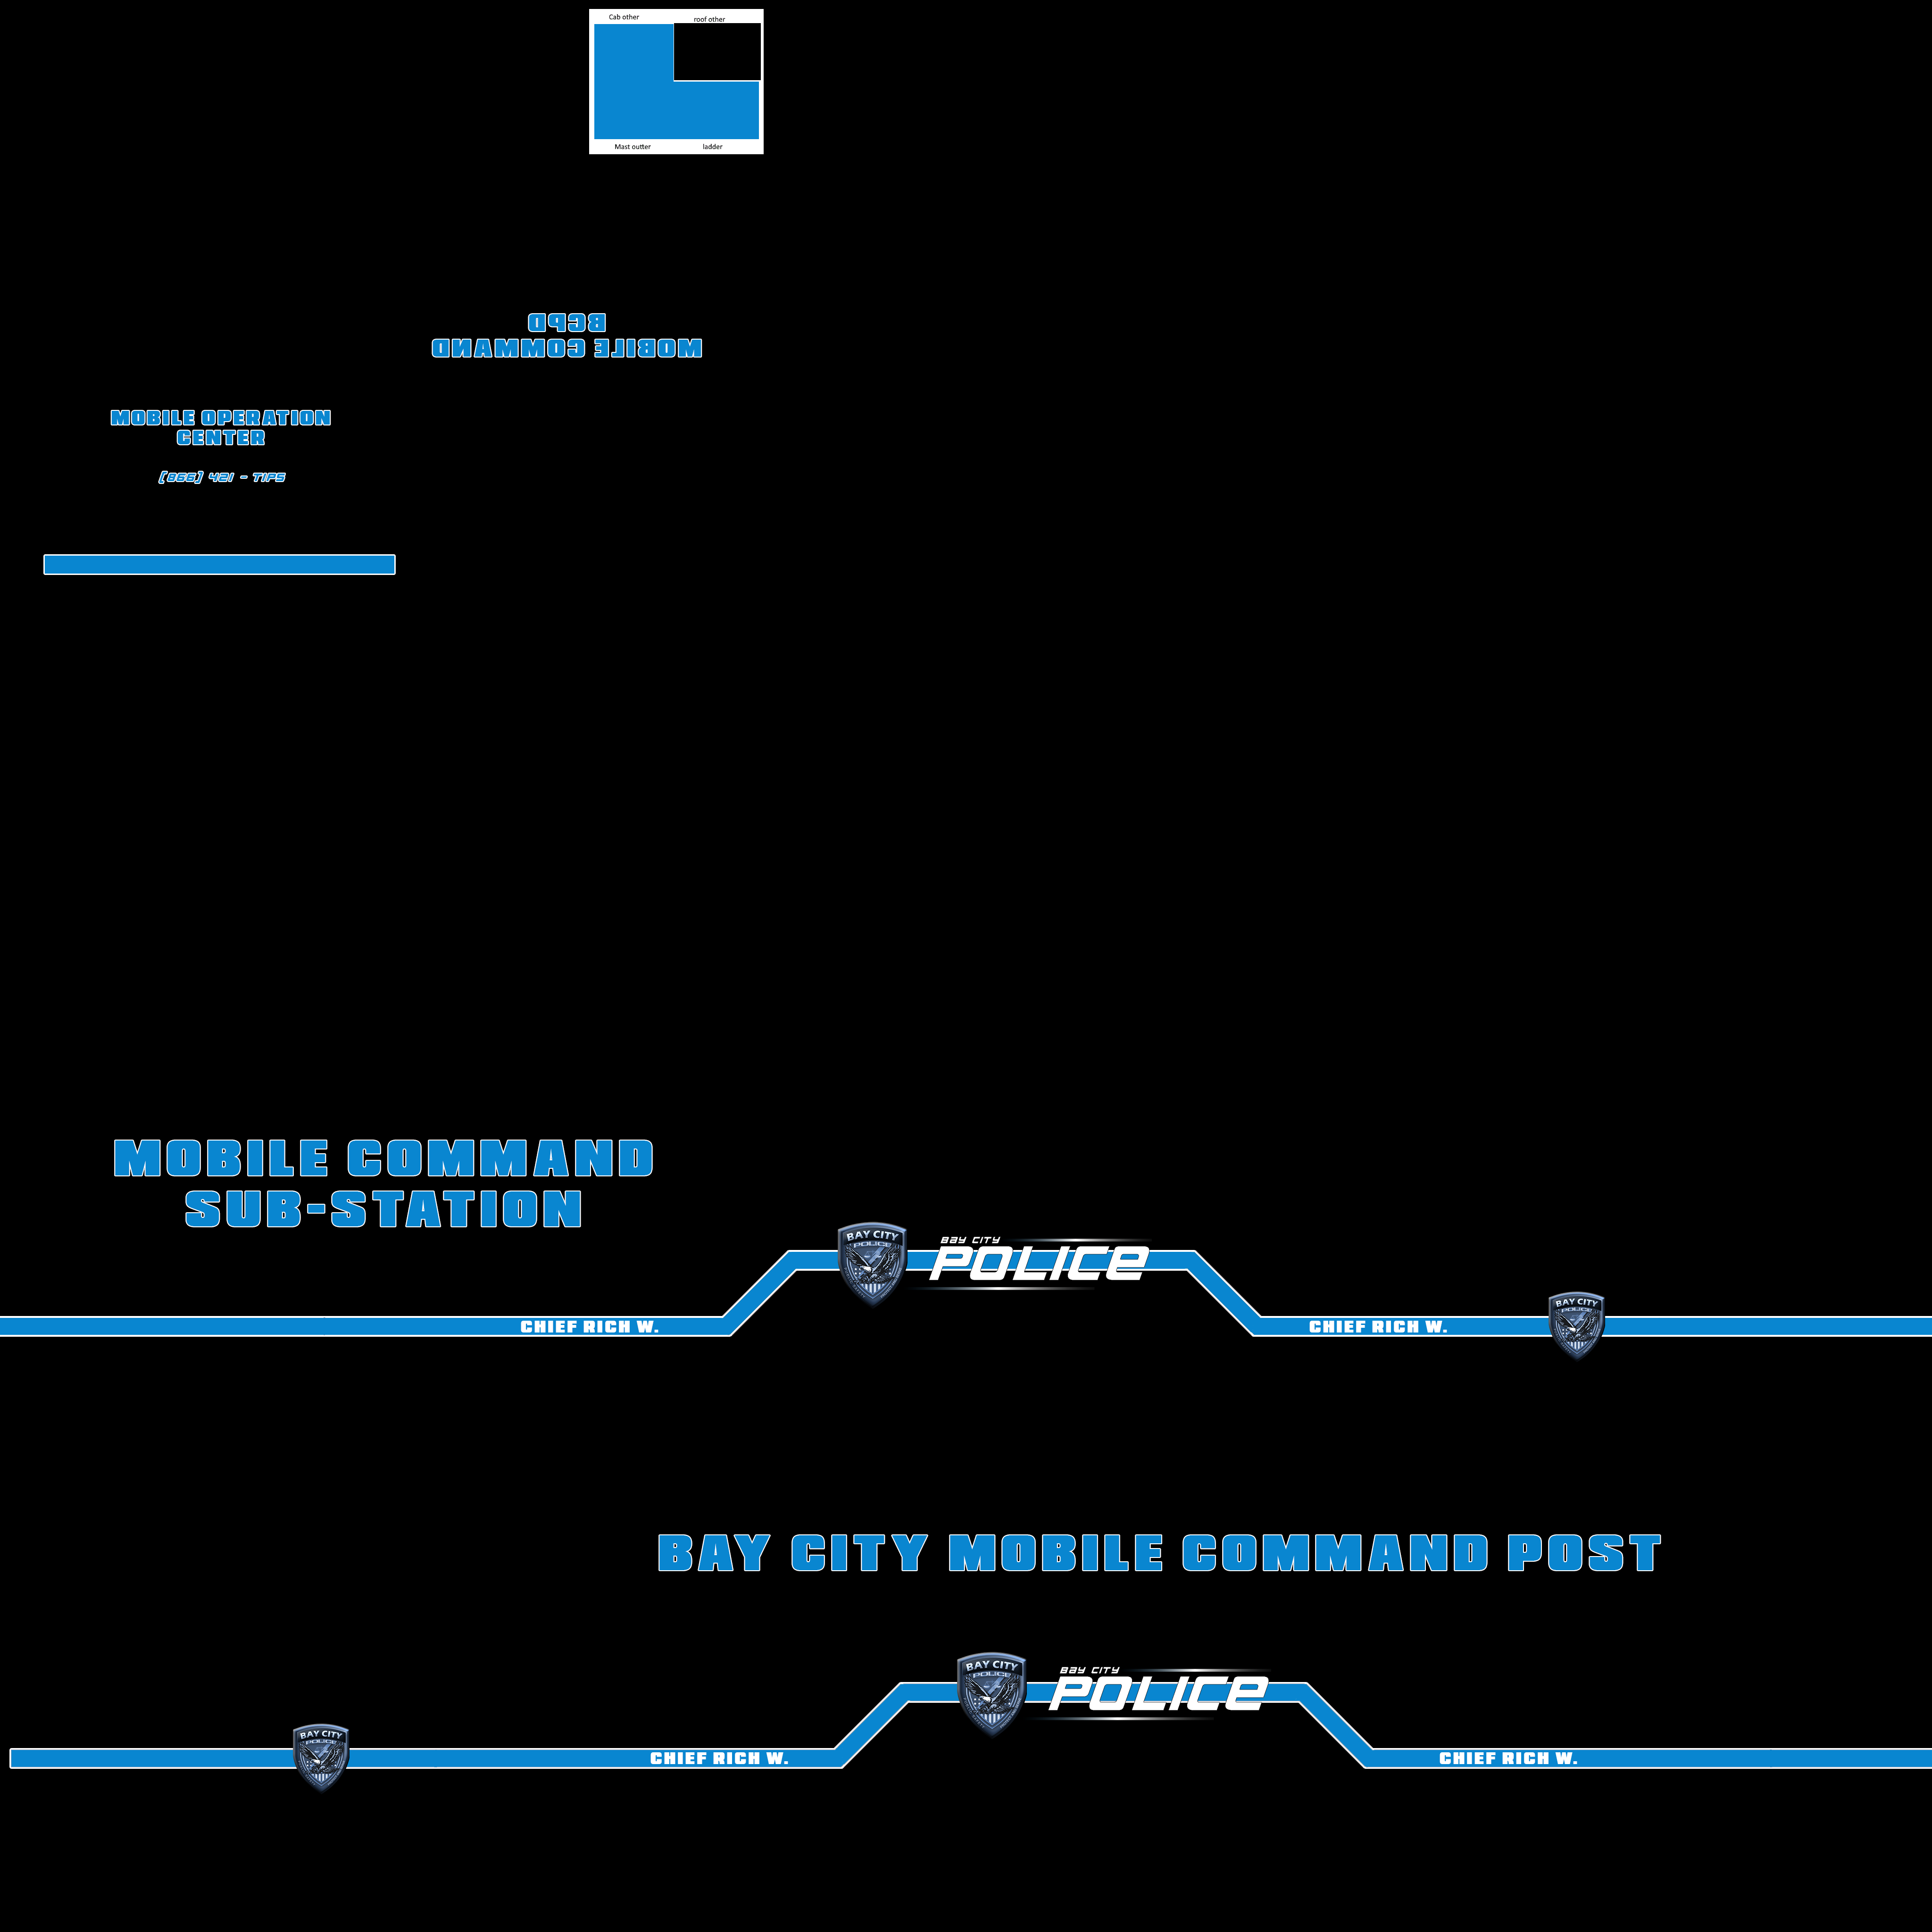 Cab other
roof other
Mast outter
ladder
BCPD
MOBILE COMMAND
MOBILE OPERATION
CENTER
(866) 421 - TIPS
MOBILE COMMAND
SUB-STATION
BAY CITY
POLICE
BAY CITY
POLICE
CHIEF RICH W.
CHIEF RICH W.
BAY CITY
POLICE
BAY CITY MOBILE COMMAND POST
BAY CITY
POLICE
BAY CITY
POLICE
BAY CITY
POLICE
CHIEF RICH W.
CHIEF RICH W.